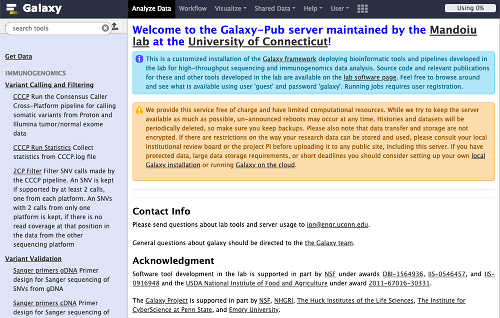 Galaxy
Analyze Data Workflow Visualize Shared Data Help User
Using 0%
search tools
Get Data
IMMUNOGENOMICS
Variant Calling and Filtering
CCCP Run the Consensus Caller
Cross-Platform pipeline for calling
somatic variants from Proton and
Illumina tumor/normal exome
data
CCCP Run Statistics Collect
statistics from CCCP.log file
2CP Filter Filter SNV calls made
by the CCCP pipeline. An SNV is kept
if supported by at least 2 calls,
one from each platform. An SNVs
with 2 calls from only one
platform is kept, if there is no
read coverage at that position in
the data from the other
sequencing platform
Variant Validation
Sanger primers gDNA Primer
design for Sanger sequencing of
SNVs from gDNA
Sanger primers cDNA Primer
design for Sanger sequencing of
Welcome to the Galaxy-Pub server maintained by the Mandoiu
lab at the University of Connecticut!
This is a customized installation of the Galaxy framework deploying bioinformatic tools and pipelines developed in
the lab for high-throughput sequencing and immunogenomics data analysis. Source code and relevant publications
for these and other tools developed in the lab are available on the lab software page. Feel free to browse around
and see what is available using user 'guest' and password 'galaxy'. Running jobs requires user registration.
We provide this service free of charge and have limited computational resources. While we try to keep the server
available as much as possible, un-announced reboots may occur at any time. Histories and datasets will be
periodically deleted, so make sure you keep backups. Please also note that data transfer and storage are not
encrypted. If there are restrictions on the way your research data can be stored and used, please consult your local
institutional review board or the project PI before uploading it to any public site, including this server. If you have
protected data, large data storage requirements, or short deadlines you should consider setting up your own local
Galaxy installation or running Galaxy on the cloud.
Contact Info
Please send questions about lab tools and server usage to ion@engr.uconn.edu.
General questions about galaxy should be directed to the the Galaxy team.
Acknowledgment
Software tool development in the lab is supported in part by NSF under awards DBI-1564936, IIS-0546457, and IIS-
0916948 and the USDA National Institute of Food and Agriculture under award 2011-67016-30331.
The Galaxy Project is supported in part by NSF, NHGRI, The Huck Institutes of the Life Sciences, The Institute for
CyberScience at Penn State, and Emory University.